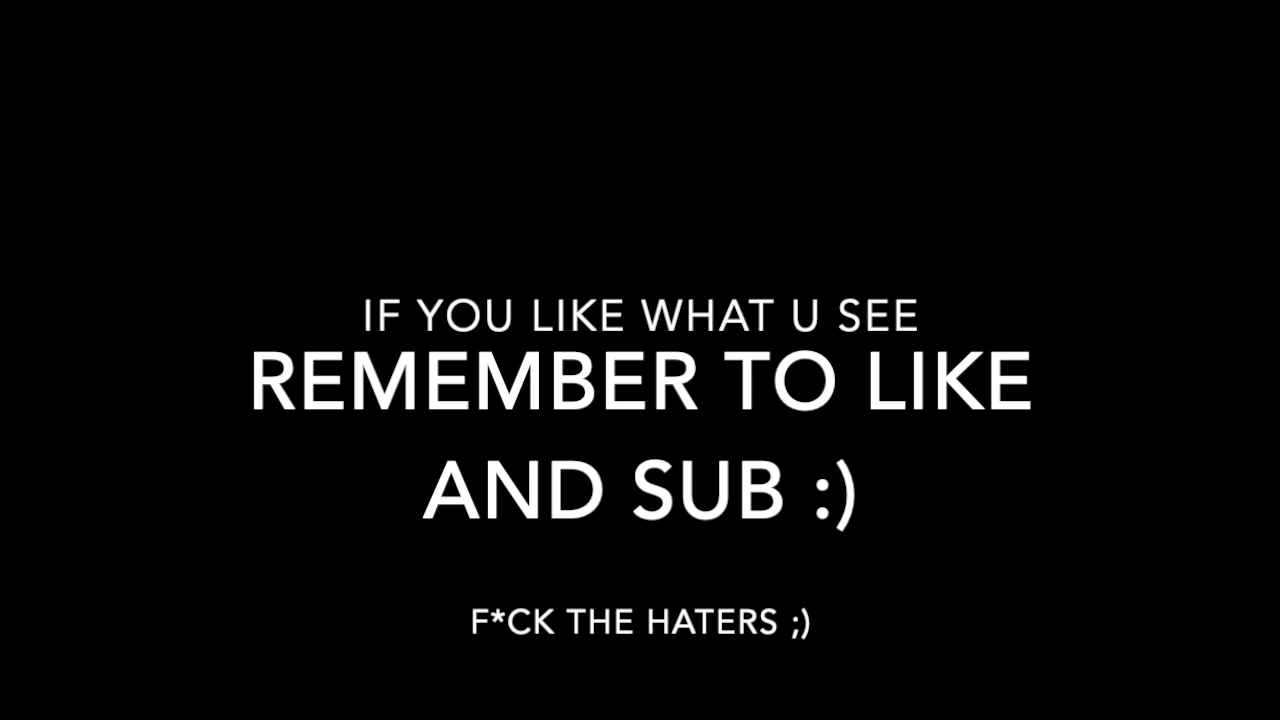 IF YOU LIKE WHAT U SEE
REMEMBER TO LIKE
AND SUB :)
F*CK THE HATERS ;)